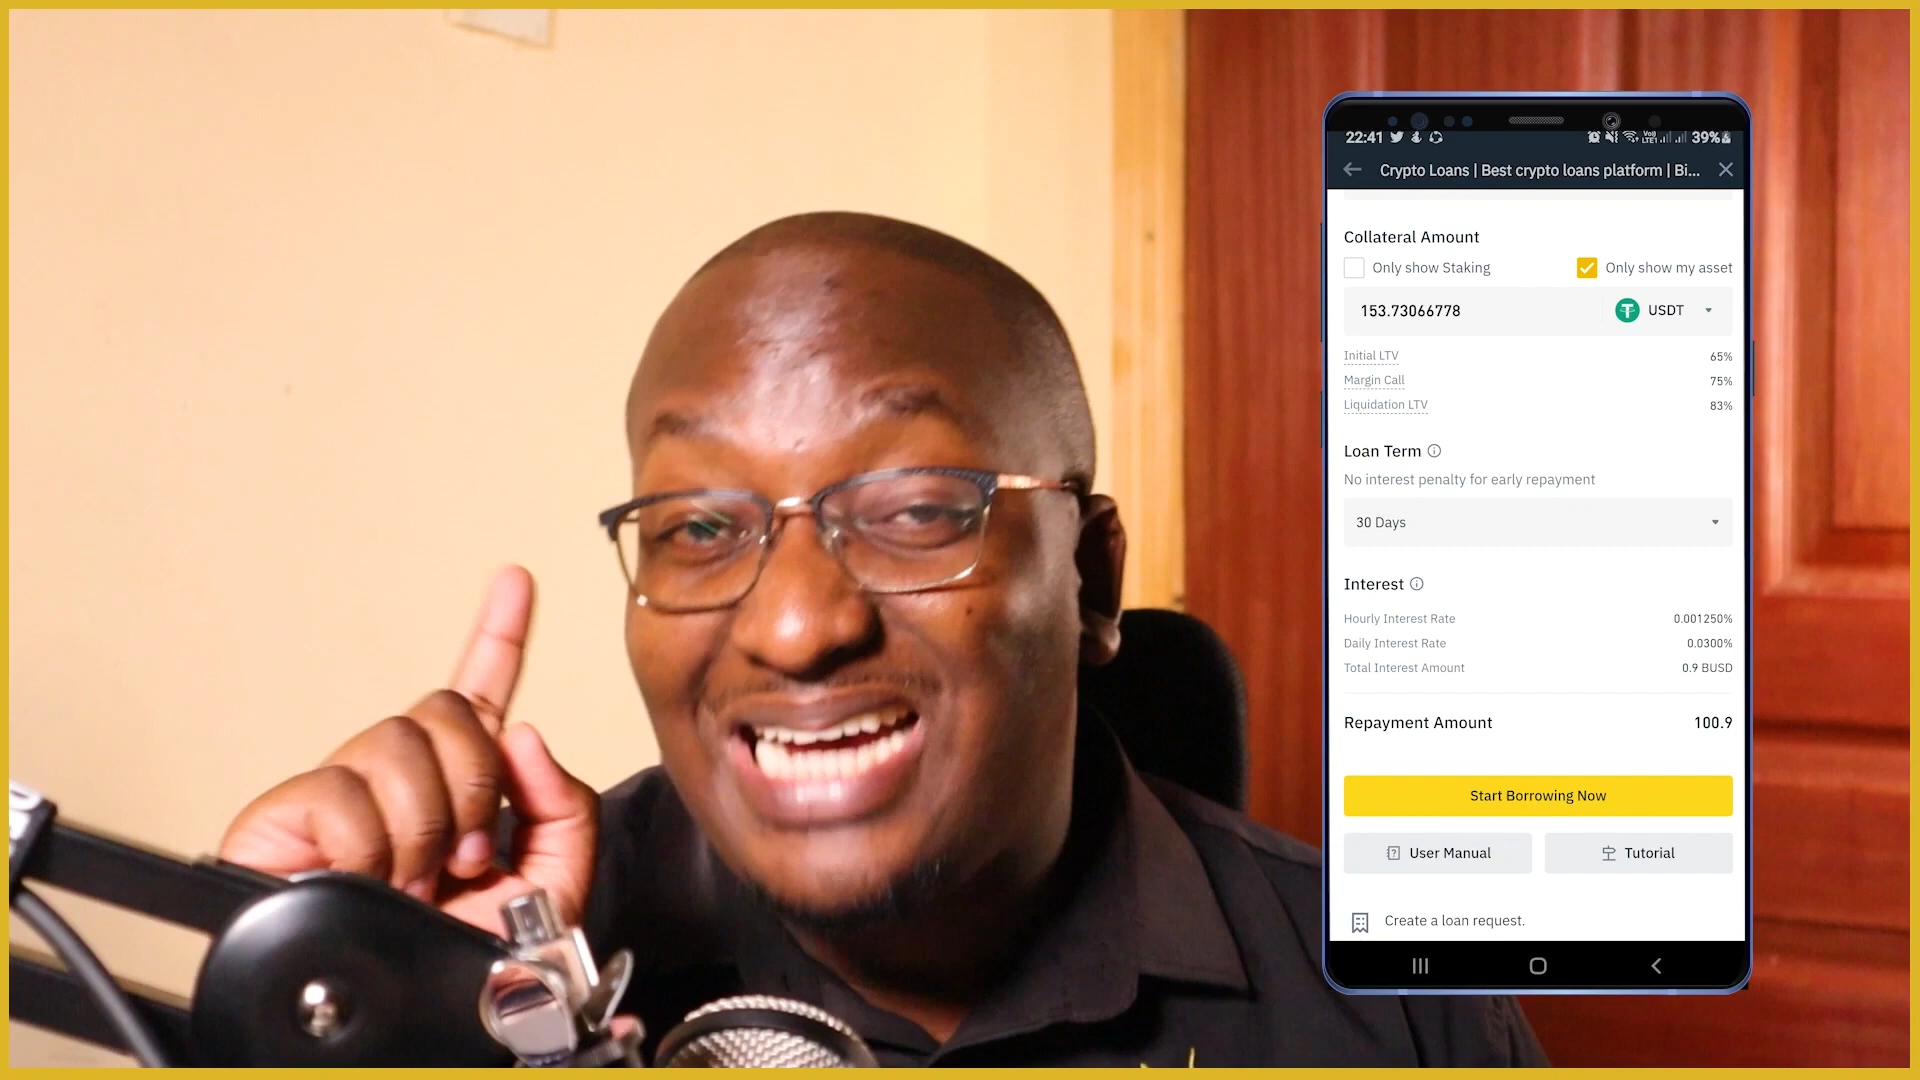 22:41
39%
Crypto Loans | Best crypto loans platform | Bi...
Collateral Amount
Only show Staking
Only show my asset
153.73066778
USDT
Initial LTV 65%
Margin Call 75%
Liquidation LTV 83%
Loan Term
No interest penalty for early repayment
30 Days
Interest
Hourly Interest Rate 0.001250%
Daily Interest Rate 0.0300%
Total Interest Amount 0.9 BUSD
Repayment Amount 100.9
Start Borrowing Now
User Manual
Tutorial
Create a loan request.